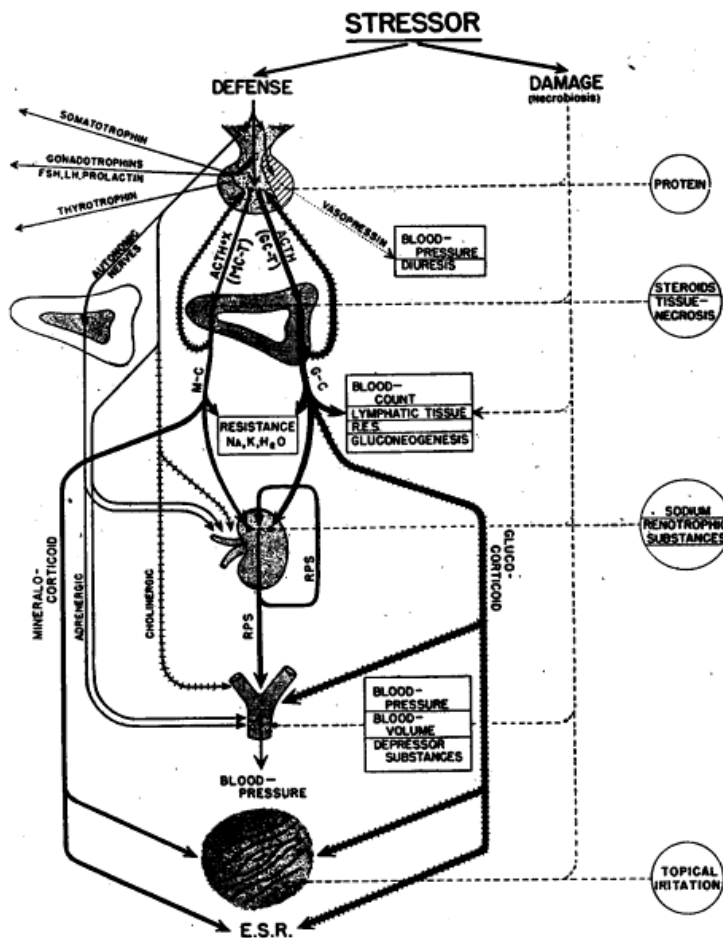 STRESSOR
DEFENSE
DAMAGE
(Necrobiosis)
SOMATOTROPHIN
GONADOTROPHINS
FSH, LH, PROLACTIN
THYROTROPHIN
PROTEIN
VASOPRESSIN
BLOOD-
PRESSURE
DIURESIS
AUTONOMIC
NERVES
ACTH+X
(MC-T)
ACTH
(GC-T)
STEROIDS
TISSUE-
NECROSIS
M-C
G-C
BLOOD-
COUNT
LYMPHATIC TISSUE
R.E.S.
GLUCONEOGENESIS
RESISTANCE
NA, K, H2O
SODIUM
RENOTROPHIC
SUBSTANCES
MINERALO-
CORTICOID
ADRENERGIC
CHOLINERGIC
RPS
RPS
GLUCO-
CORTICOID
BLOOD-
PRESSURE
BLOOD-
VOLUME
DEPRESSOR
SUBSTANCES
BLOOD-
PRESSURE
TOPICAL
IRITATION
E.S.R.